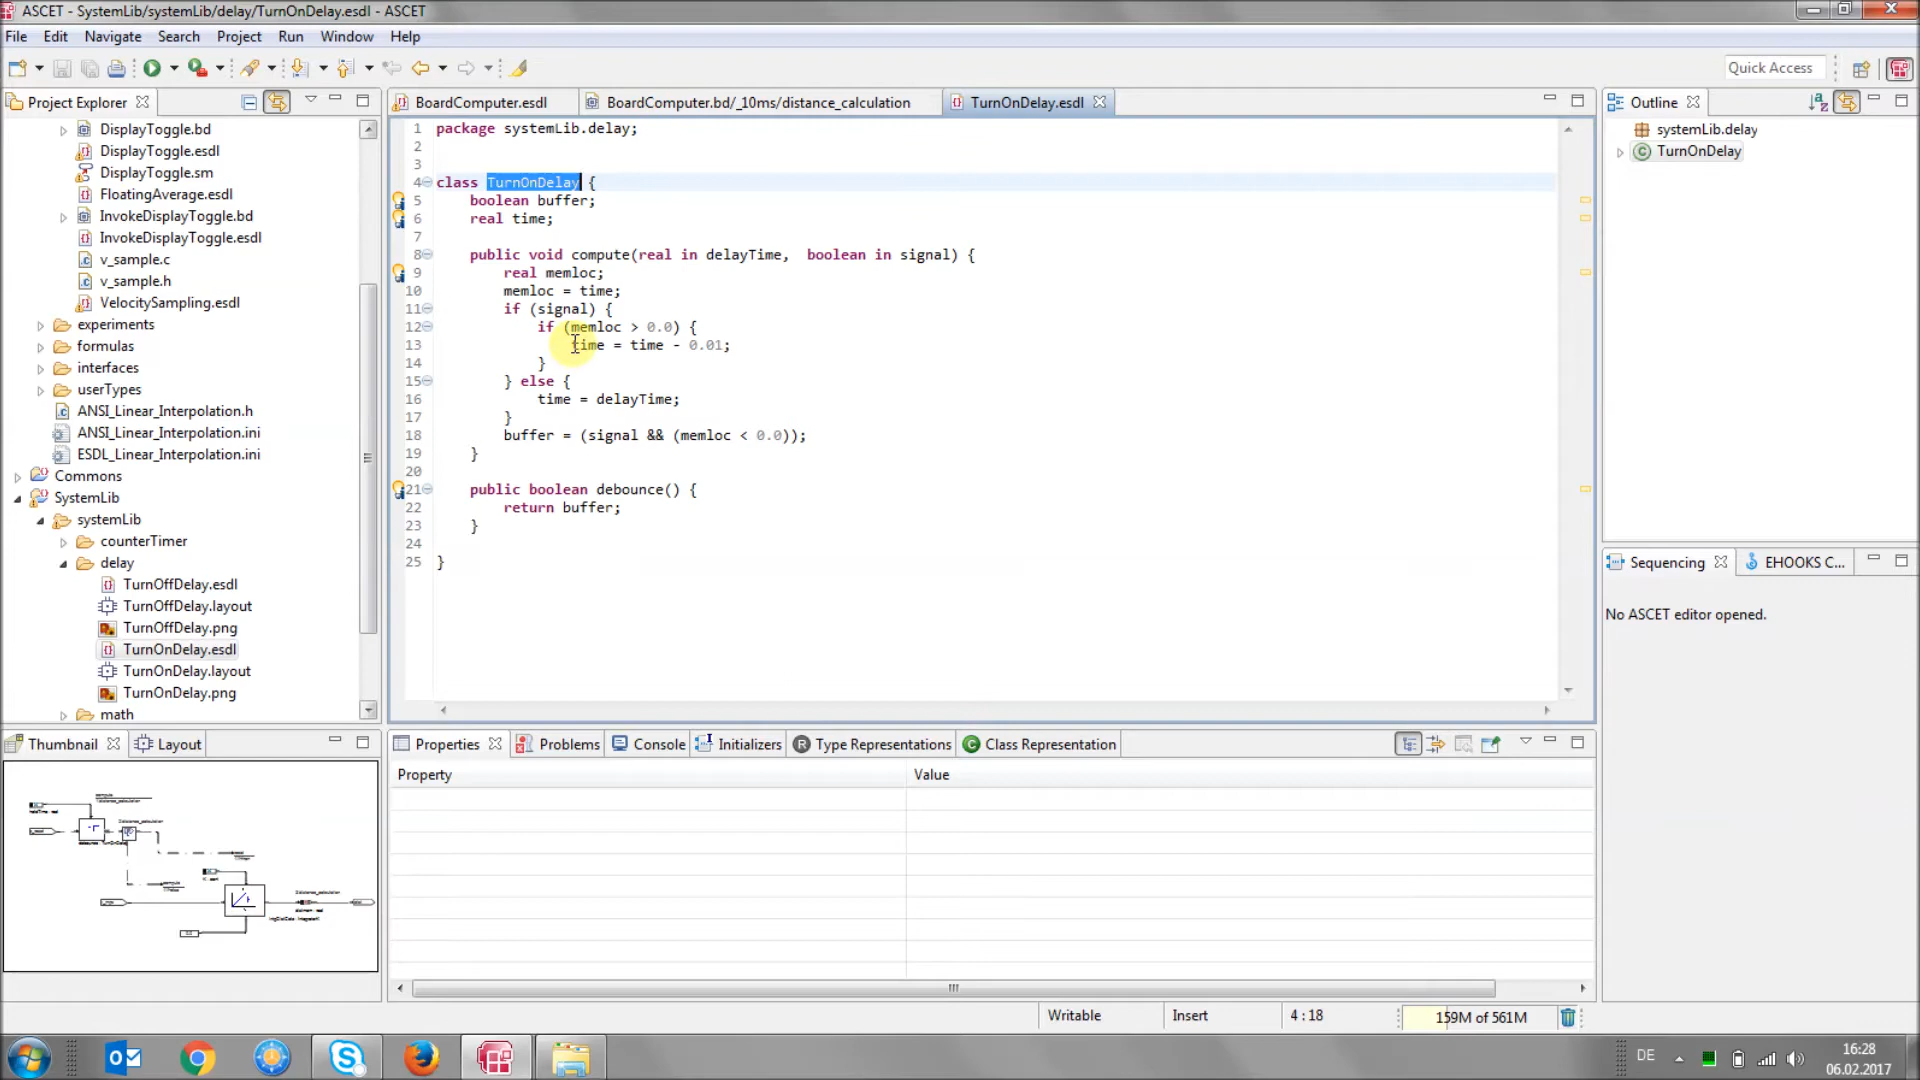 ASCET - SystemLib/systemLib/delay/TurnOnDelay.esdl - ASCET
File Edit Navigate Search Project Run Window Help
Quick Access
Project Explorer
DisplayToggle.bd
DisplayToggle.esdl
DisplayToggle.sm
FloatingAverage.esdl
InvokeDisplayToggle.bd
InvokeDisplayToggle.esdl
v_sample.c
v_sample.h
VelocitySampling.esdl
experiments
formulas
interfaces
userTypes
ANSI_Linear_Interpolation.h
ANSI_Linear_Interpolation.ini
ESDL_Linear_Interpolation.ini
Commons
SystemLib
systemLib
counterTimer
delay
TurnOffDelay.esdl
TurnOffDelay.layout
TurnOffDelay.png
TurnOnDelay.esdl
TurnOnDelay.layout
TurnOnDelay.png
math
BoardComputer.esdl BoardComputer.bd/_10ms/distance_calculation TurnOnDelay.esdl
1 package systemLib.delay;
2
3
4 class TurnOnDelay {
5 boolean buffer;
6 real time;
7
8 public void compute(real in delayTime, boolean in signal) {
9 real memloc;
10 memloc = time;
11 if (signal) {
12 if (memloc > 0.0) {
13 time = time - 0.01;
14 }
15 } else {
16 time = delayTime;
17 }
18 buffer = (signal && (memloc < 0.0));
19 }
20
21 public boolean debounce() {
22 return buffer;
23 }
24
25 }
Outline
systemLib.delay
TurnOnDelay
Sequencing EHOOKS C...
No ASCET editor opened.
Thumbnail Layout
Properties Problems Console Initializers Type Representations Class Representation
Property Value
Writable Insert 4 : 18 159M of 561M
DE
16:28
06.02.2017